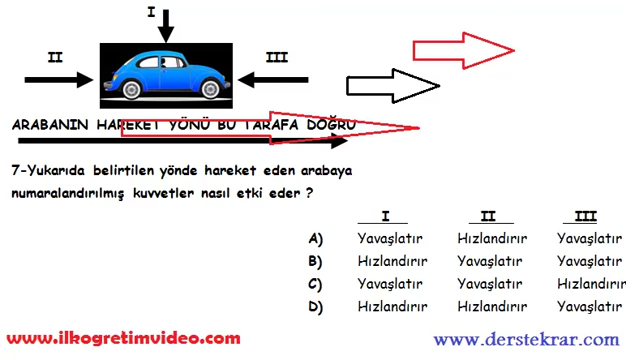 I
II
III
ARABANIN HAREKET YÖNÜ BU TARAFA DOĞRU
7-Yukarıda belirtilen yönde hareket eden arabaya
numaralandırılmış kuvvetler nasıl etki eder ?
I II III
A) Yavaşlatır Hızlandırır Yavaşlatır
B) Hızlandırır Yavaşlatır Yavaşlatır
C) Yavaşlatır Yavaşlatır Hızlandırır
D) Hızlandırır Hızlandırır Yavaşlatır
www.ilkogretimvideo.com
www.derstekrar.com